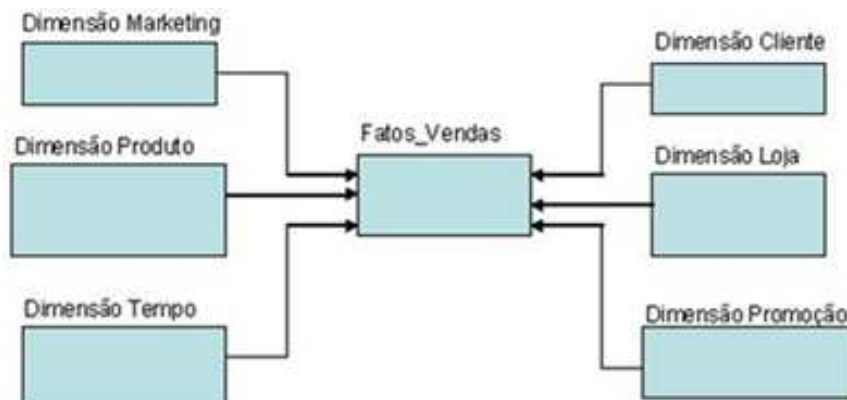 Dimensão Marketing
Dimensão Cliente
Fatos_Vendas
Dimensão Produto
Dimensão Loja
Dimensão Tempo
Dimensão Promoção